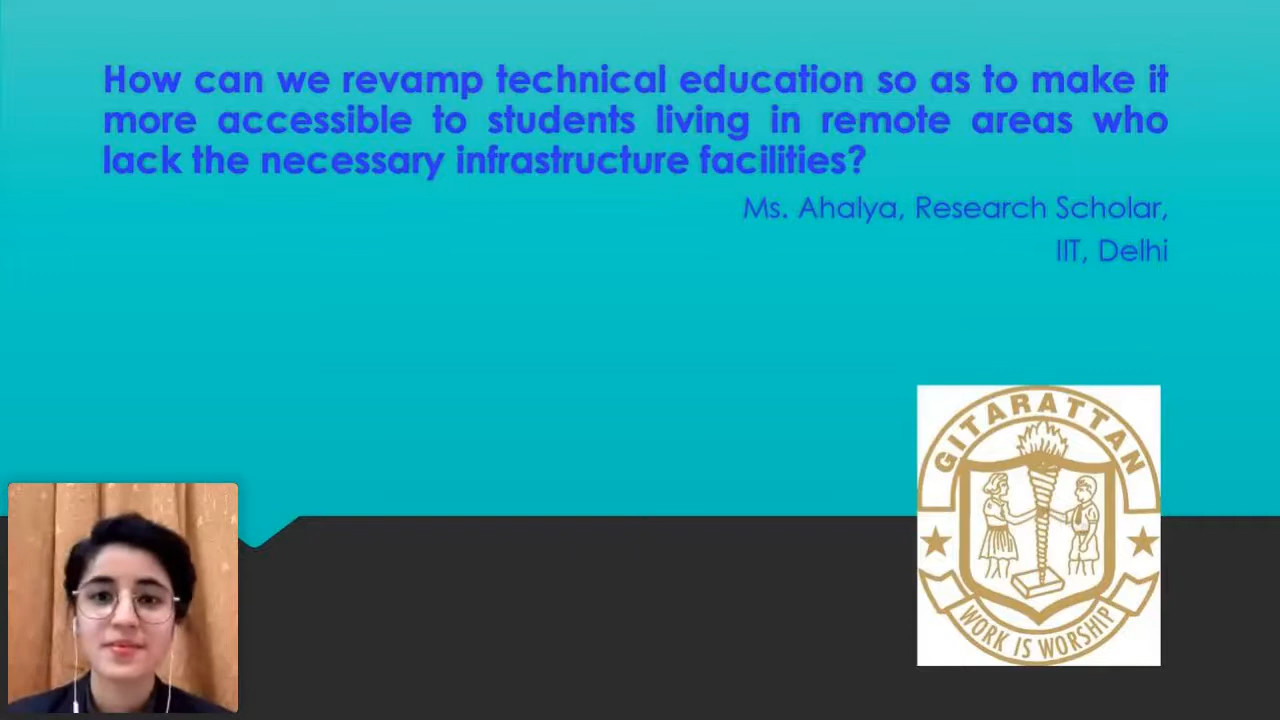 How can we revamp technical education so as to make it
more accessible to students living in remote areas who
lack the necessary infrastructure facilities?
Ms. Ahalya, Research Scholar,
IIT, Delhi
GITARATTAN
WORK IS WORSHIP